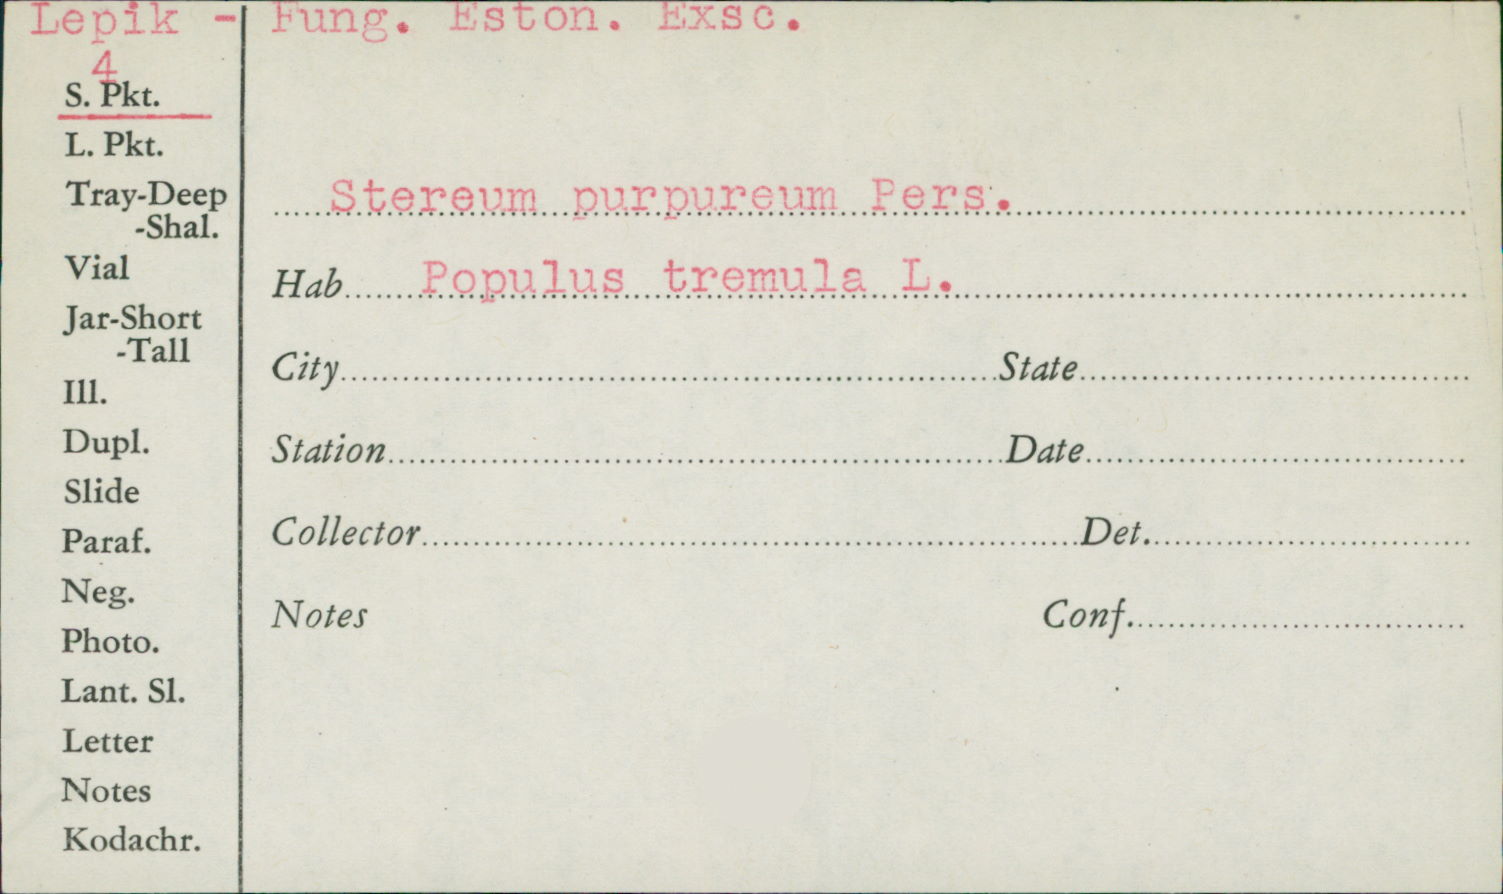 Lepik - Fung. Eston. Exsc.
4
S. Pkt.
L. Pkt.
Tray-Deep
-Shal.
Vial
Jar-Short
-Tall
Ill.
Dupl.
Slide
Paraf.
Neg.
Photo.
Lant. Sl.
Letter
Notes
Kodachr.
Stereum purpureum Pers.
Hab. Populus tremula L.
City State
Station Date
Collector Det.
Notes Conf.